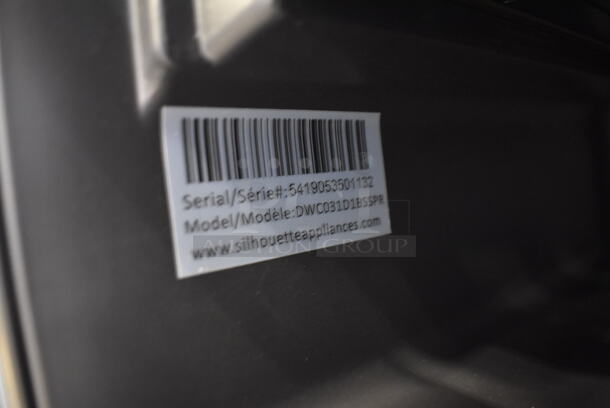 Serial/Série#:5419053501132
Model/Modèle:DWC031D1BSSPR
www.silhouetteappliances.com
AUCTION GROUP